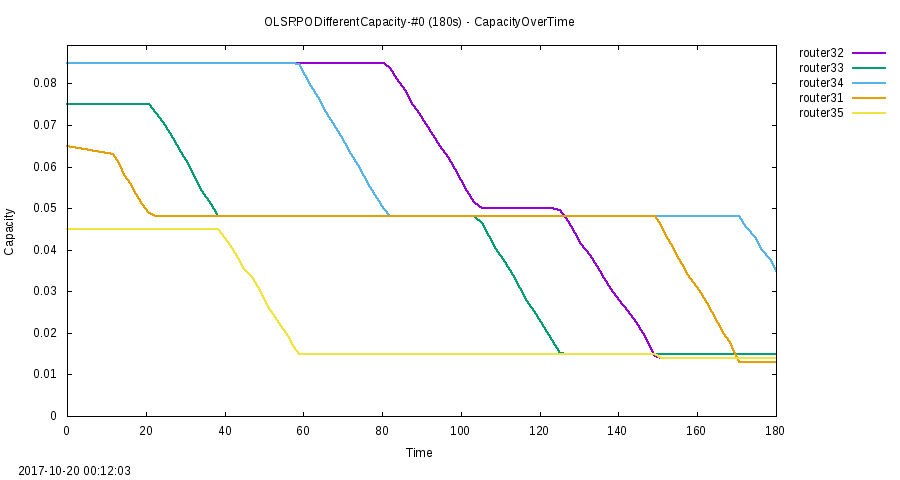 OLSRPODifferentCapacity-#0 (180s) - CapacityOverTime
router32
router33
router34
router31
router35
0.08
0.07
0.06
0.05
0.04
0.03
0.02
0.01
0
Capacity
0 20 40 60 80 100 120 140 160 180
Time
2017-10-20 00:12:03